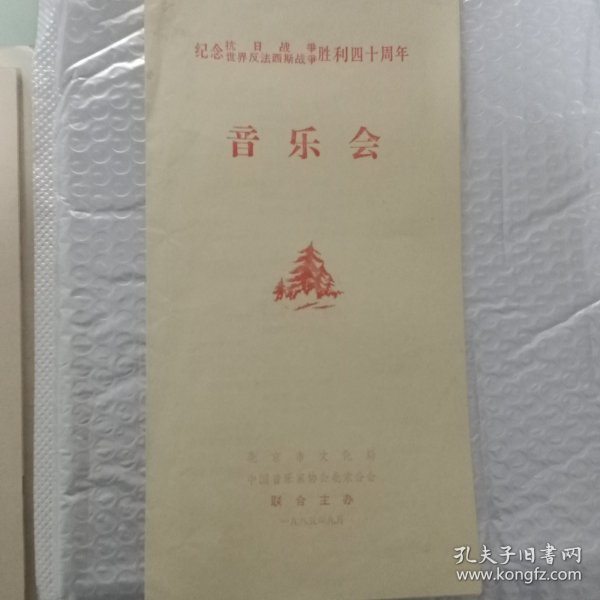 纪念抗日战争世界反法西斯战争胜利四十周年
音乐会
北京市文化局
中国音乐家协会北京分会
联合主办
一九八五年九月
孔夫子旧书网
www.kongfz.com